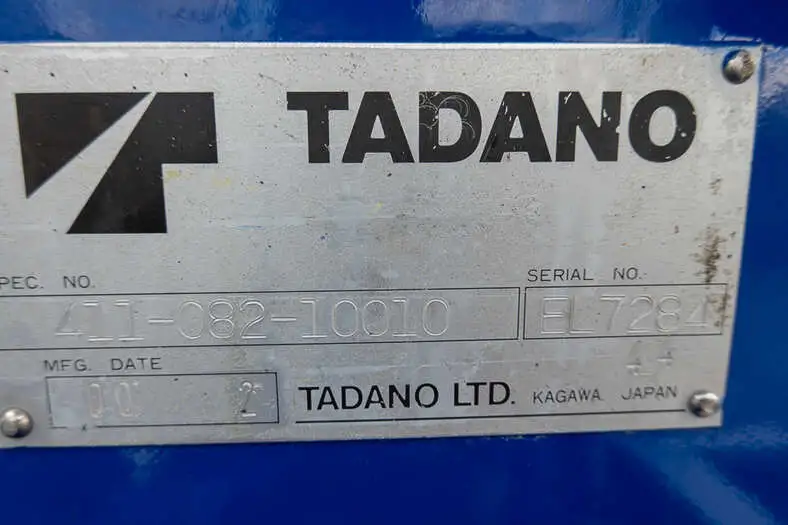 TADANO
PEC. NO.
SERIAL NO.
411-082-10010
EL7284
MFG. DATE
00 2
TADANO LTD. KAGAWA JAPAN